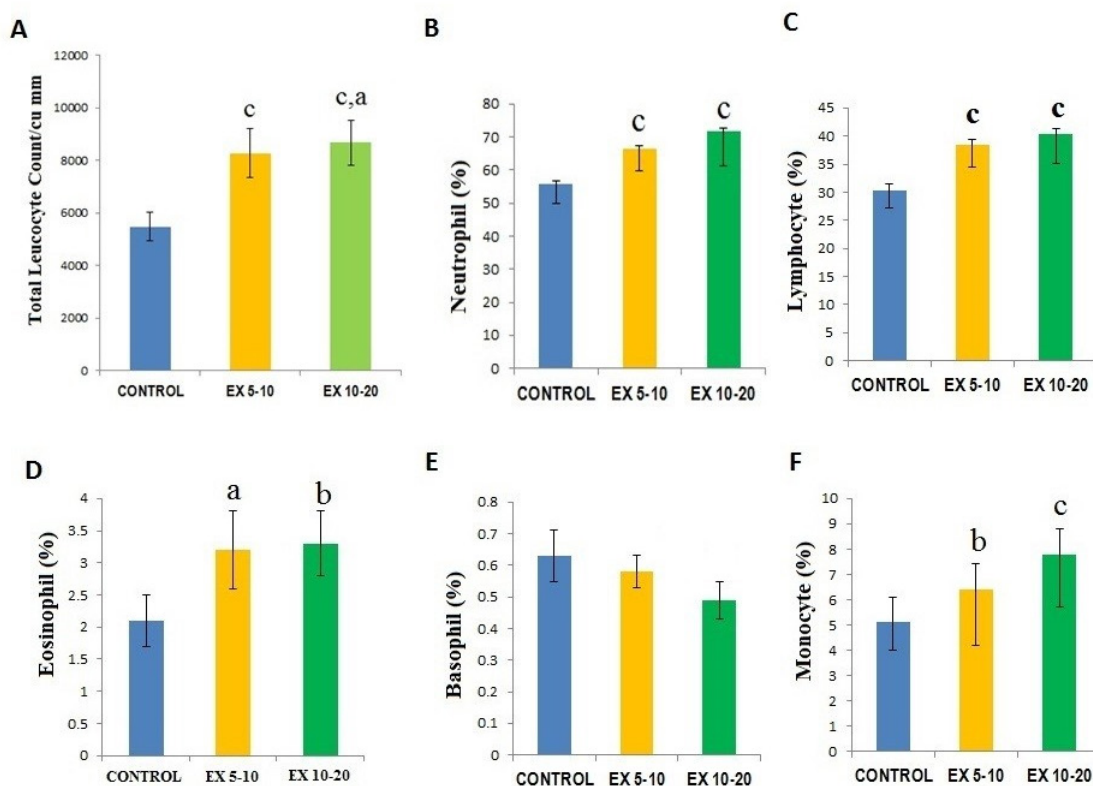 A
Total Leucocyte Count/cu mm
12000
10000
8000
6000
4000
2000
0
c
c,a
CONTROL EX 5-10 EX 10-20
B
Neutrophil (%)
80
70
60
50
40
30
20
10
0
c c
CONTROL EX 5-10 EX 10-20
C
Lymphocyte (%)
45
40
35
30
25
20
15
10
5
0
c c
CONTROL EX 5-10 EX 10-20
D
Eosinophil (%)
4
3.5
3
2.5
2
1.5
1
0.5
0
a b
CONTROL EX 5-10 EX 10-20
E
Basophil (%)
0.8
0.7
0.6
0.5
0.4
0.3
0.2
0.1
0
CONTROL EX 5-10 EX 10-20
F
Monocyte (%)
10
9
8
7
6
5
4
3
2
1
0
b
c
CONTROL EX 5-10 EX 10-20